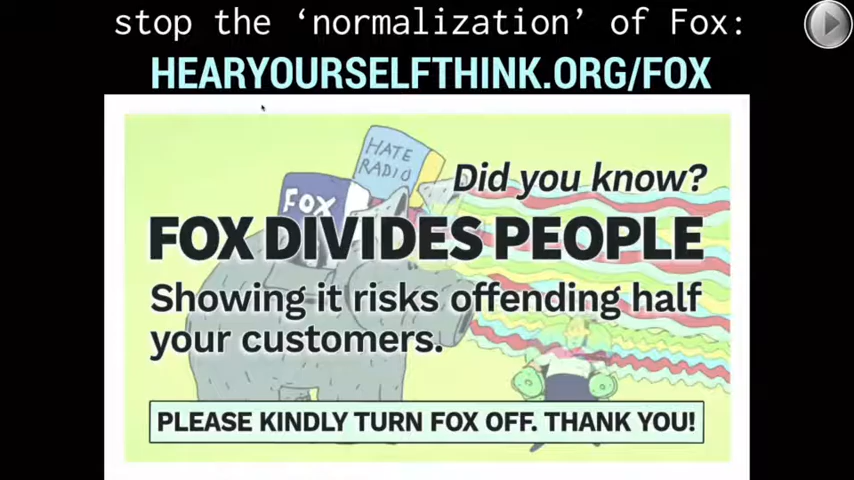 stop the ‘normalization’ of Fox:
HEARYOURSELFTHINK.ORG/FOX
HATE
RADIO
Did you know?
FOX
FOX DIVIDES PEOPLE
Showing it risks offending half
your customers.
PLEASE KINDLY TURN FOX OFF. THANK YOU!